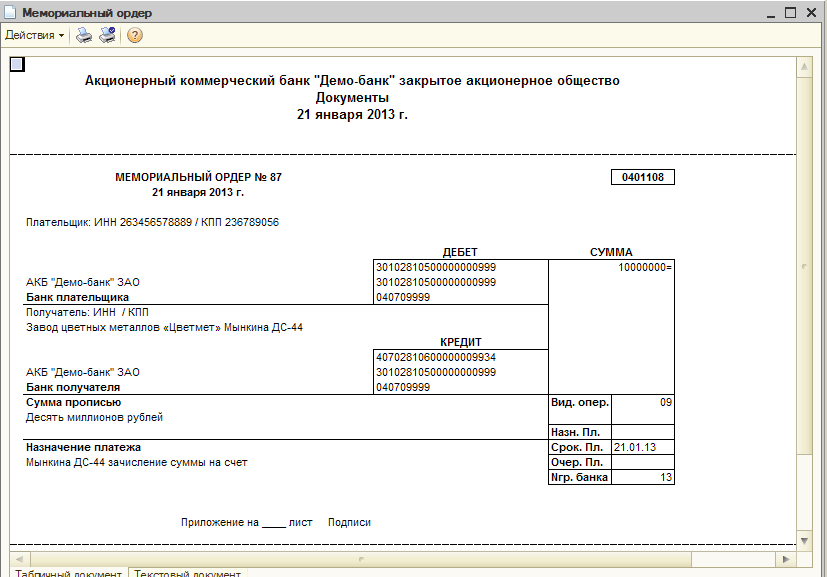 Мемориальный ордер
Действия
Акционерный коммерческий банк "Демо-банк" закрытое акционерное общество
Документы
21 января 2013 г.
МЕМОРИАЛЬНЫЙ ОРДЕР № 87
0401108
21 января 2013 г.
Плательщик: ИНН 263456578889 / КПП 236789056
ДЕБЕТ СУММА
30102810500000000999 10000000=
АКБ "Демо-банк" ЗАО 30102810500000000999
Банк плательщика 040709999
Получатель: ИНН / КПП
Завод цветных металлов «Цветмет» Мынкина ДС-44
КРЕДИТ
40702810600000009934
АКБ "Демо-банк" ЗАО 30102810500000000999
Банк получателя 040709999
Сумма прописью Вид. опер. 09
Десять миллионов рублей
Назн. Пл.
Назначение платежа Срок. Пл. 21.01.13
Мынкина ДС-44 зачисление суммы на счет Очер. Пл.
Nгр. банка 13
Приложение на ____ лист Подписи
Табличный документ Текстовый документ